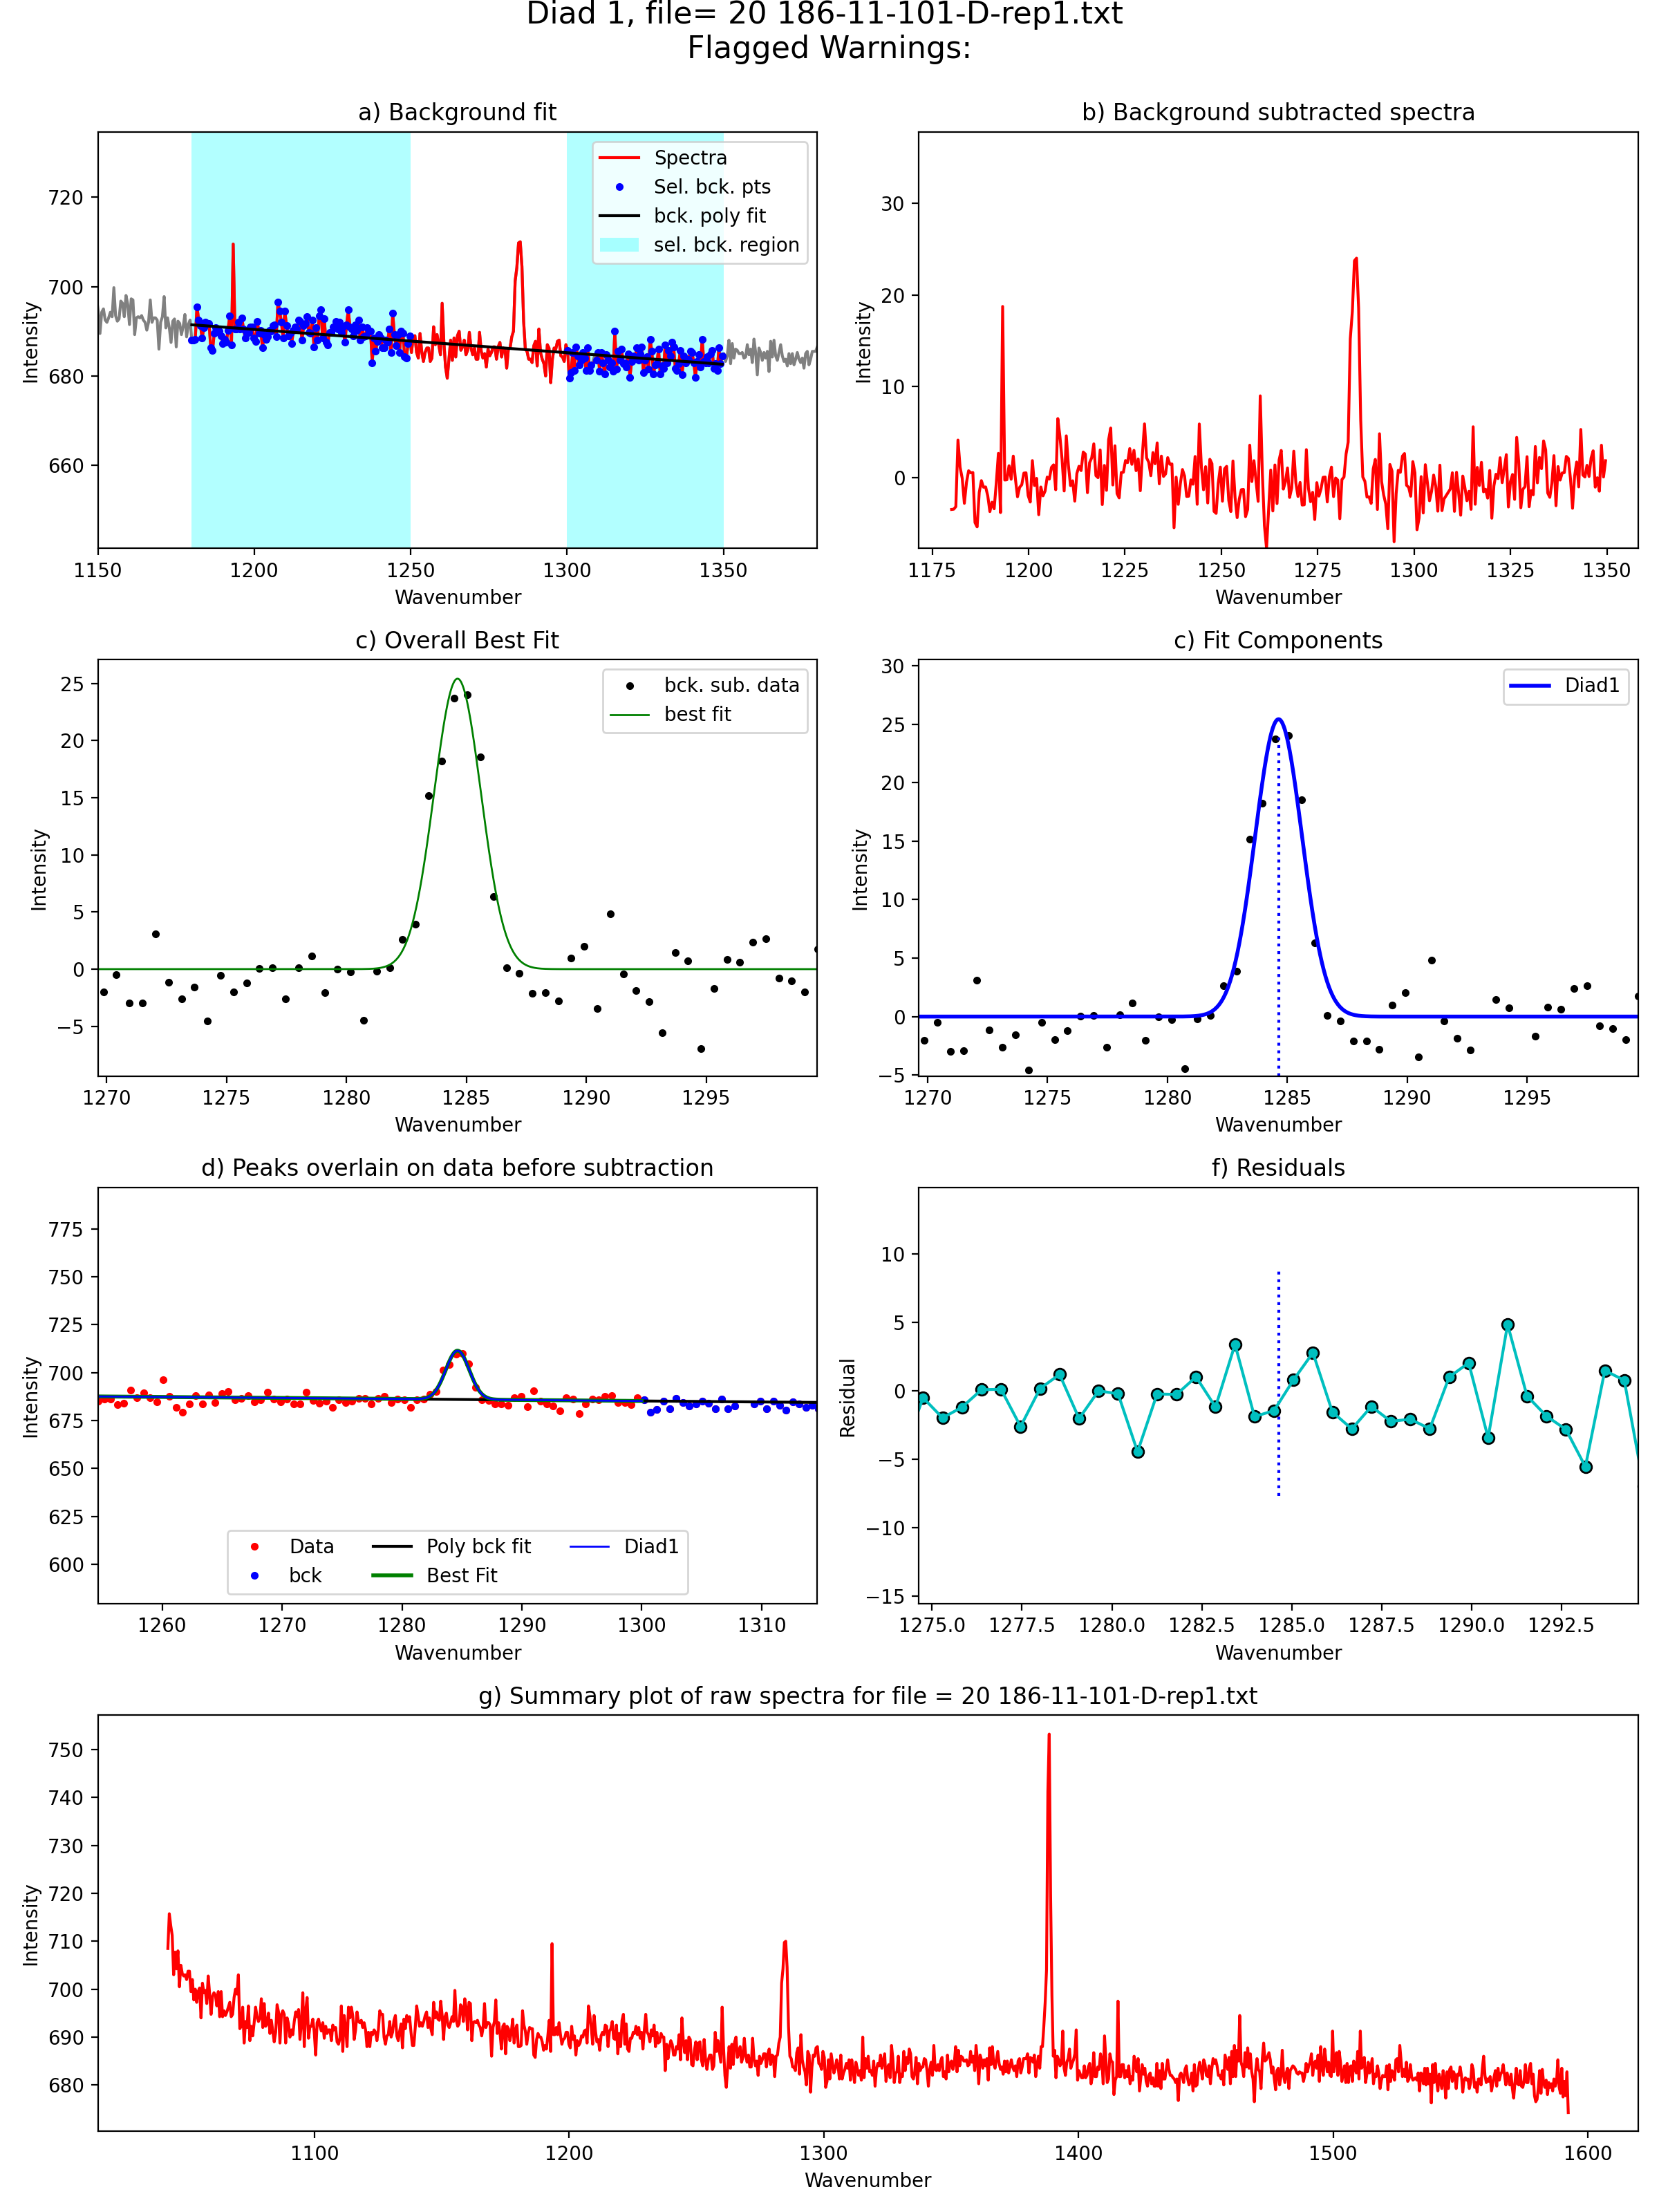 Diad 1, file= 20 186-11-101-D-rep1.txt
Flagged Warnings:
a) Background fit
Intensity
720
700
680
660
Spectra
Sel. bck. pts
bck. poly fit
sel. bck. region
1150 1200 1250 1300 1350
Wavenumber
b) Background subtracted spectra
Intensity
30
20
10
0
1175 1200 1225 1250 1275 1300 1325 1350
Wavenumber
c) Overall Best Fit
Intensity
25
20
15
10
5
0
−5
bck. sub. data
best fit
1270 1275 1280 1285 1290 1295
Wavenumber
c) Fit Components
Intensity
30
25
20
15
10
5
0
−5
Diad1
1270 1275 1280 1285 1290 1295
Wavenumber
d) Peaks overlain on data before subtraction
Intensity
775
750
725
700
675
650
625
600
Data
bck
Poly bck fit
Best Fit
Diad1
1260 1270 1280 1290 1300 1310
Wavenumber
f) Residuals
Residual
10
5
0
−5
−10
−15
1275.0 1277.5 1280.0 1282.5 1285.0 1287.5 1290.0 1292.5
Wavenumber
g) Summary plot of raw spectra for file = 20 186-11-101-D-rep1.txt
Intensity
750
740
730
720
710
700
690
680
1100 1200 1300 1400 1500 1600
Wavenumber